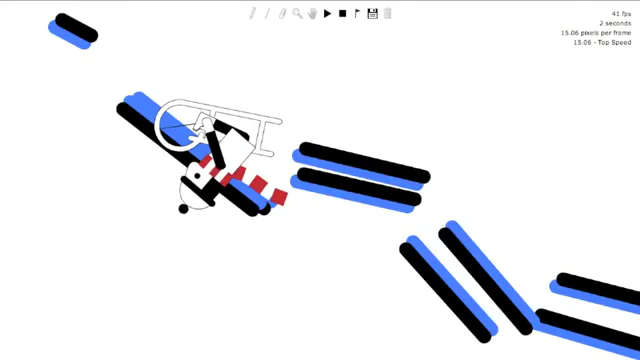 41 fps
2 seconds
15.06 pixels per frame
15.06 - Top Speed